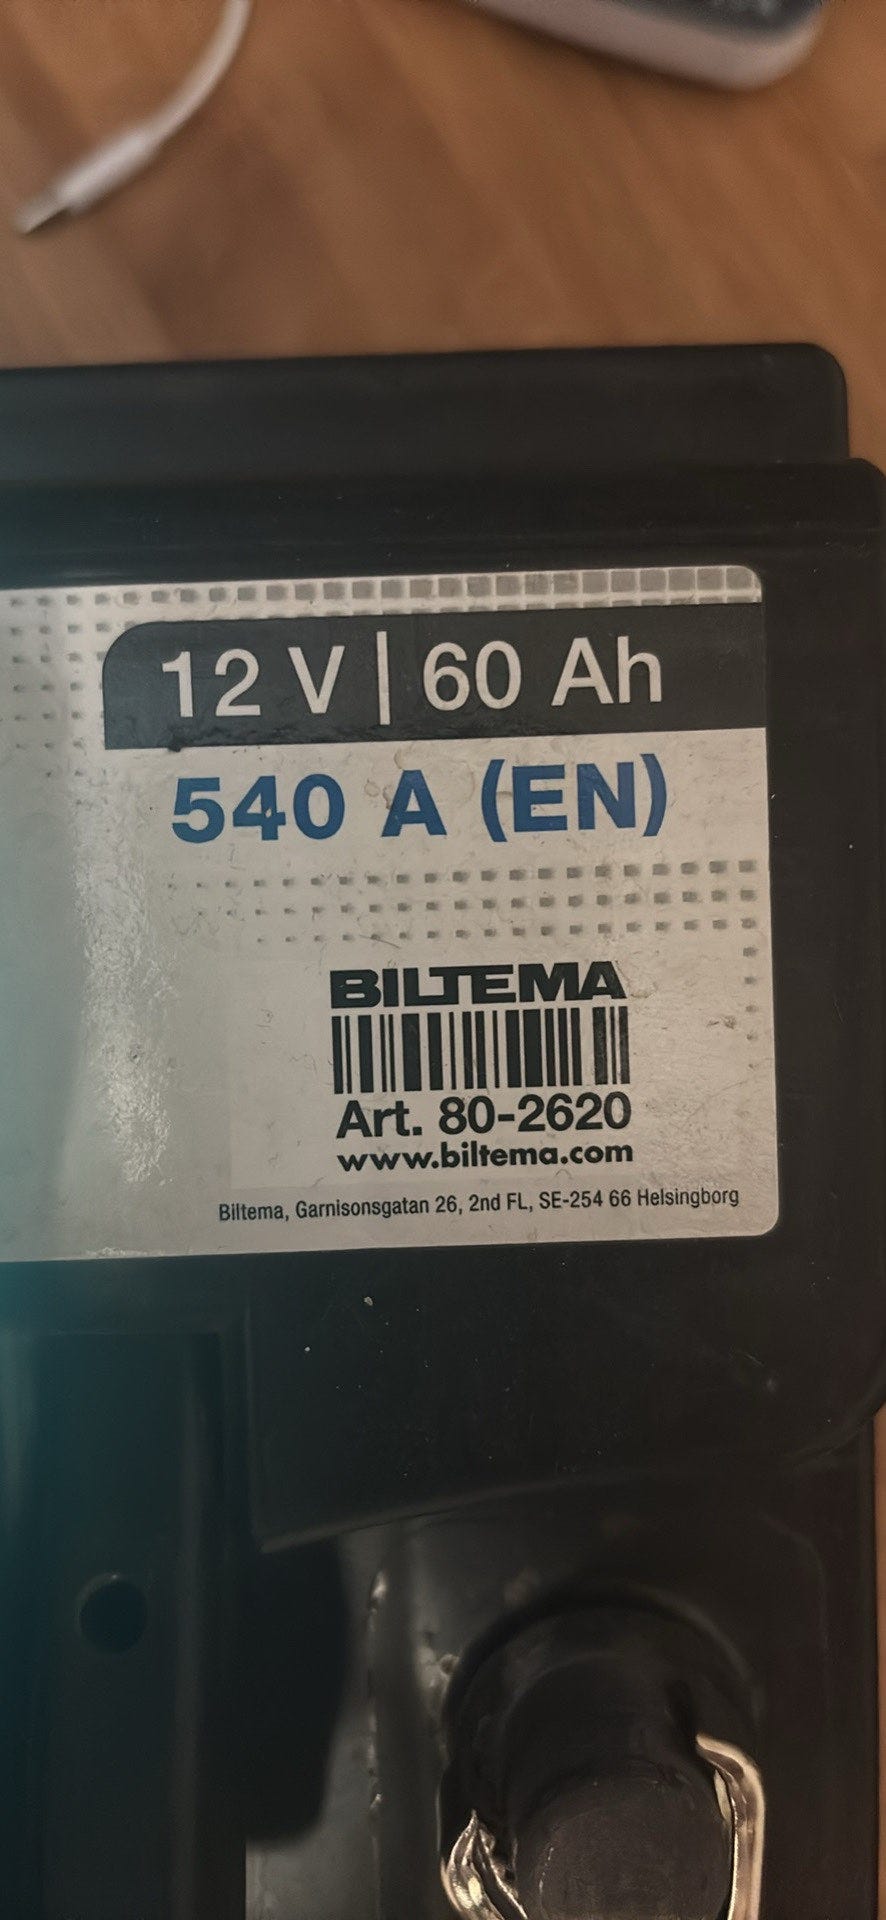 12 V | 60 Ah
540 A (EN)
BILTEMA
Art. 80-2620
www.biltema.com
Biltema, Garnisonsgatan 26, 2nd FL, SE-254 66 Helsingborg